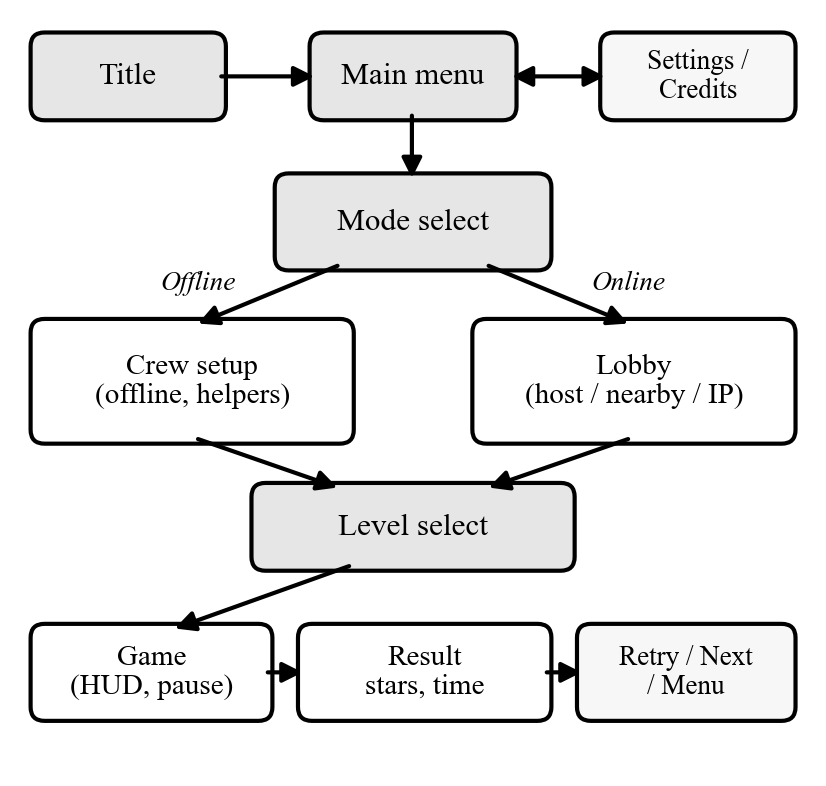 Title
Main menu
Settings /
Credits
Mode select
Offline
Online
Crew setup
(offline, helpers)
Lobby
(host / nearby / IP)
Level select
Game
(HUD, pause)
Result
stars, time
Retry / Next
/ Menu